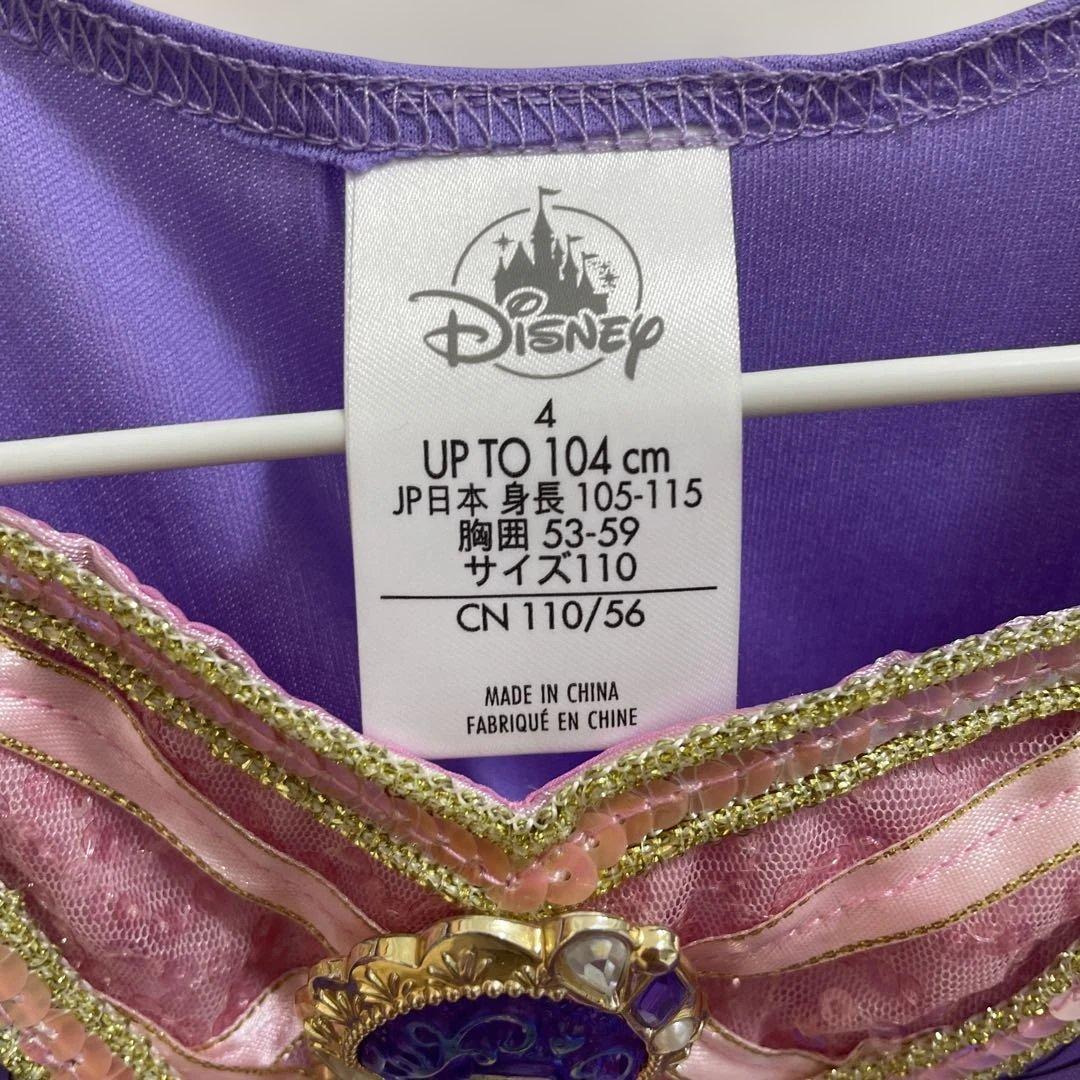 Disney
4
UP TO 104 cm
JP日本 身長 105-115
胸囲 53-59
サイズ110
CN 110/56
MADE IN CHINA
FABRIQUÉ EN CHINE